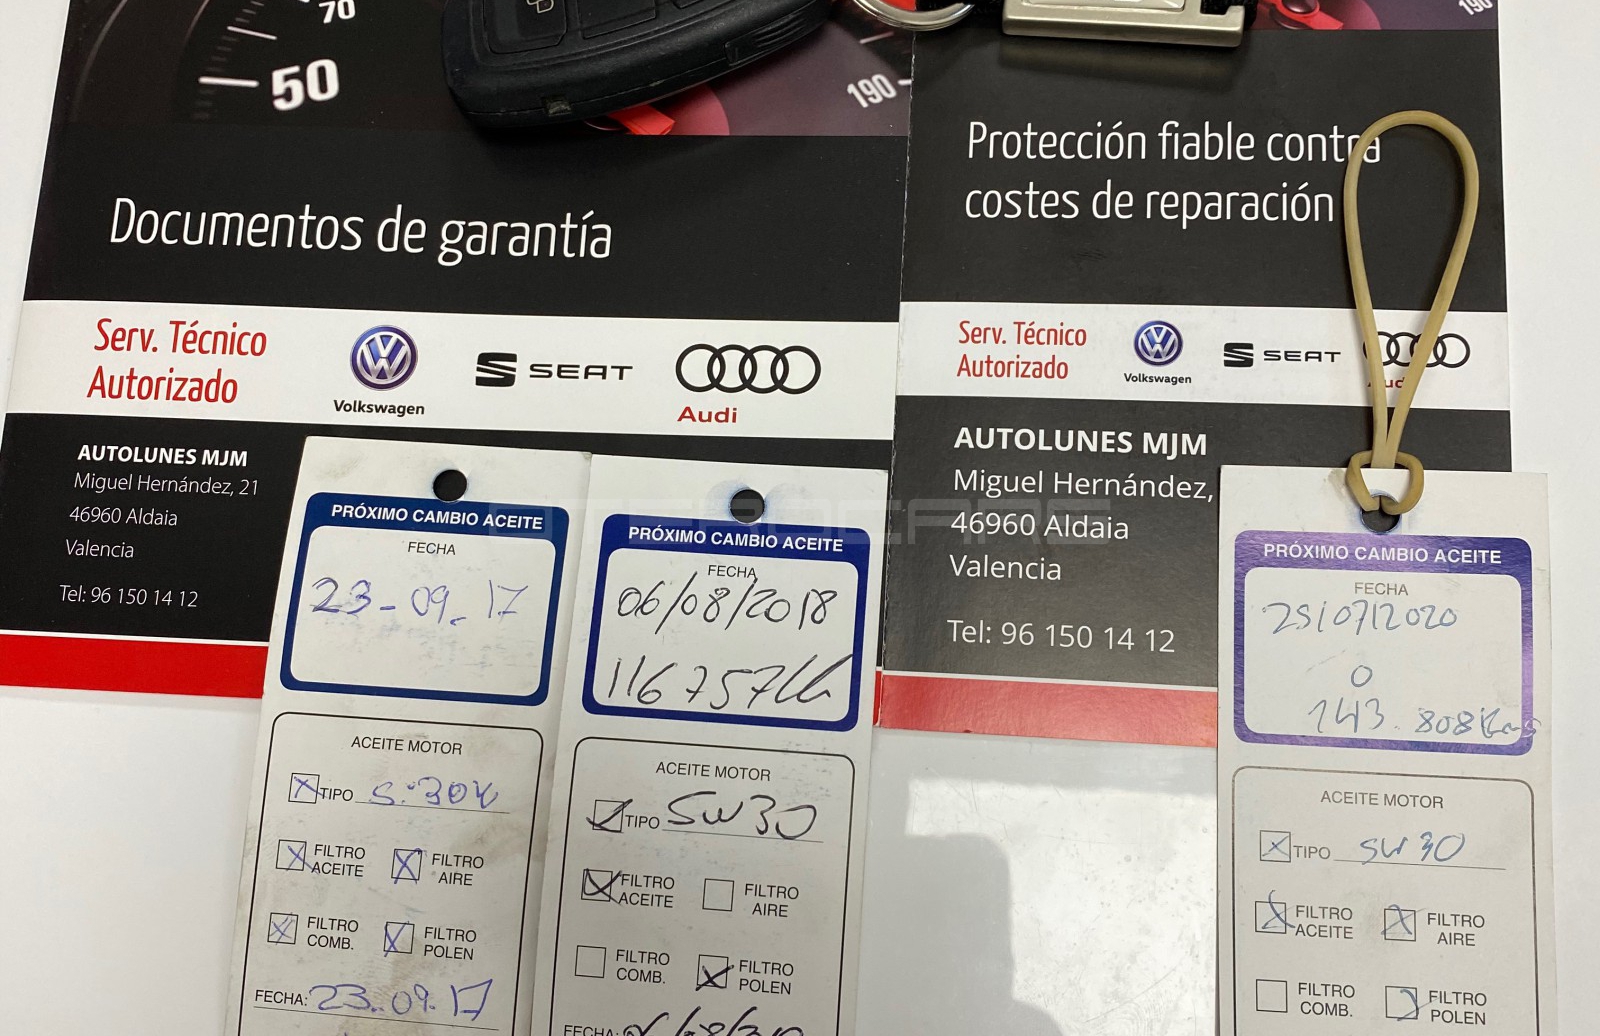 70
50
190
190
Documentos de garantía
Serv. Técnico
Autorizado
Volkswagen
SEAT
Audi
AUTOLUNES MJM
Miguel Hernández, 21
46960 Aldaia
Valencia
Tel: 96 150 14 12
Protección fiable contra
costes de reparación
Serv. Técnico
Autorizado
Volkswagen
SEAT
Audi
AUTOLUNES MJM
Miguel Hernández,
46960 Aldaia
Valencia
Tel: 96 150 14 12
PRÓXIMO CAMBIO ACEITE
FECHA
23-09-17
ACEITE MOTOR
TIPO
FILTRO ACEITE
FILTRO AIRE
FILTRO COMB.
FILTRO POLEN
FECHA: 23.09.17
PRÓXIMO CAMBIO ACEITE
FECHA
06/08/2018
116757
ACEITE MOTOR
TIPO 5W30
FILTRO ACEITE
FILTRO AIRE
FILTRO COMB.
FILTRO POLEN
FECHA:
PRÓXIMO CAMBIO ACEITE
FECHA
25/07/2020
O
143.808 Kms
ACEITE MOTOR
TIPO 5W30
FILTRO ACEITE
FILTRO AIRE
FILTRO COMB.
FILTRO POLEN